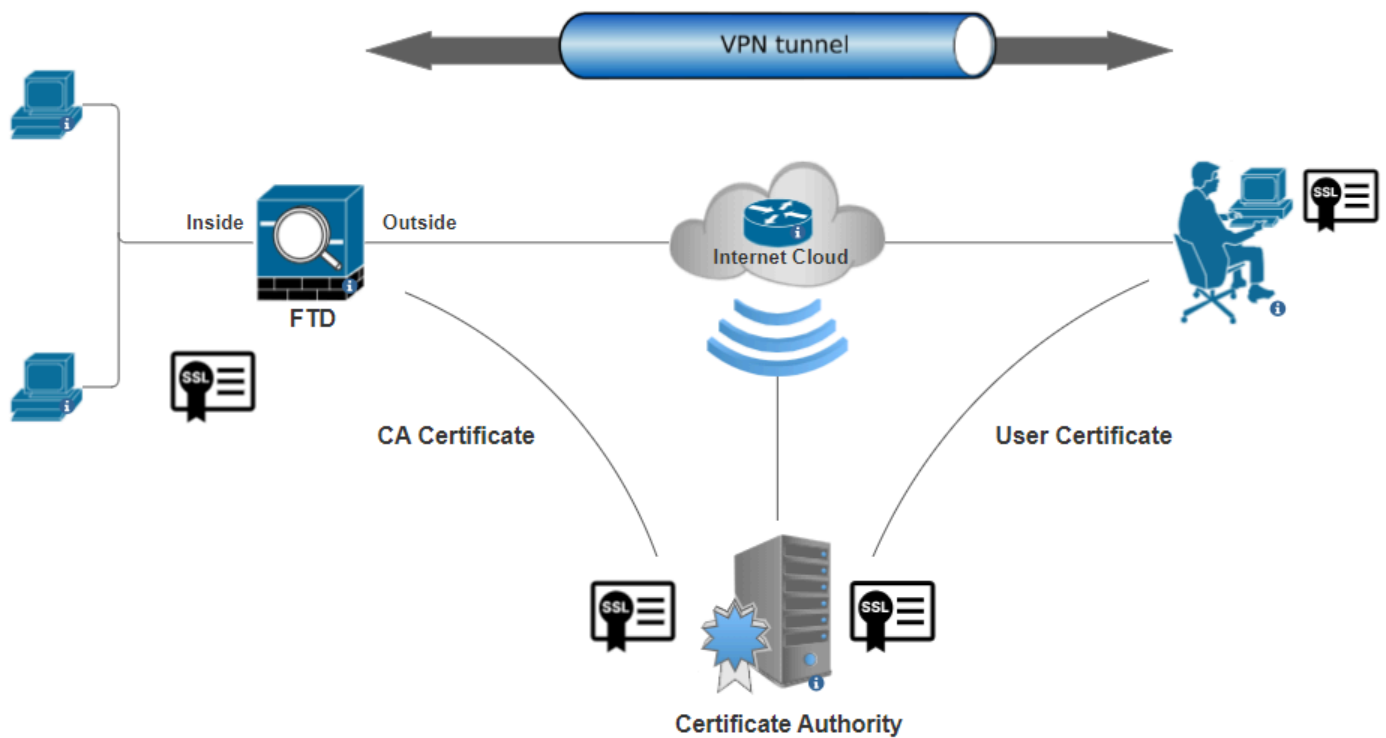 VPN tunnel
SSL
Inside
Outside
Internet Cloud
FTD
SSL
CA Certificate
User Certificate
SSL
SSL
Certificate Authority